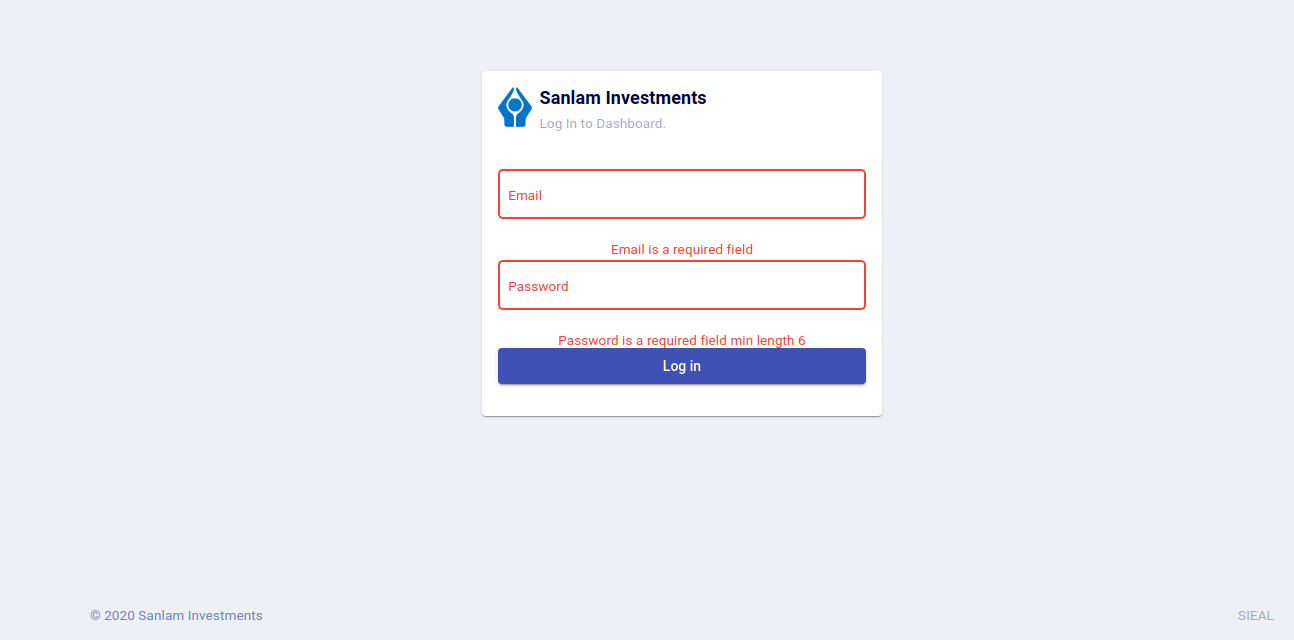 Sanlam Investments
Log In to Dashboard.
Email
Email is a required field
Password
Password is a required field min length 6
Log in
© 2020 Sanlam Investments
SIEAL